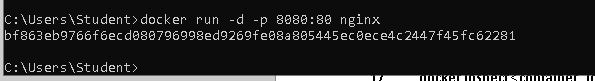 C:\Users\Student>docker run -d -p 8080:80 nginx
bf863eb9766f6ecd080796998ed9269fe08a805445ec0ece4c2447f45fc62281
C:\Users\Student>